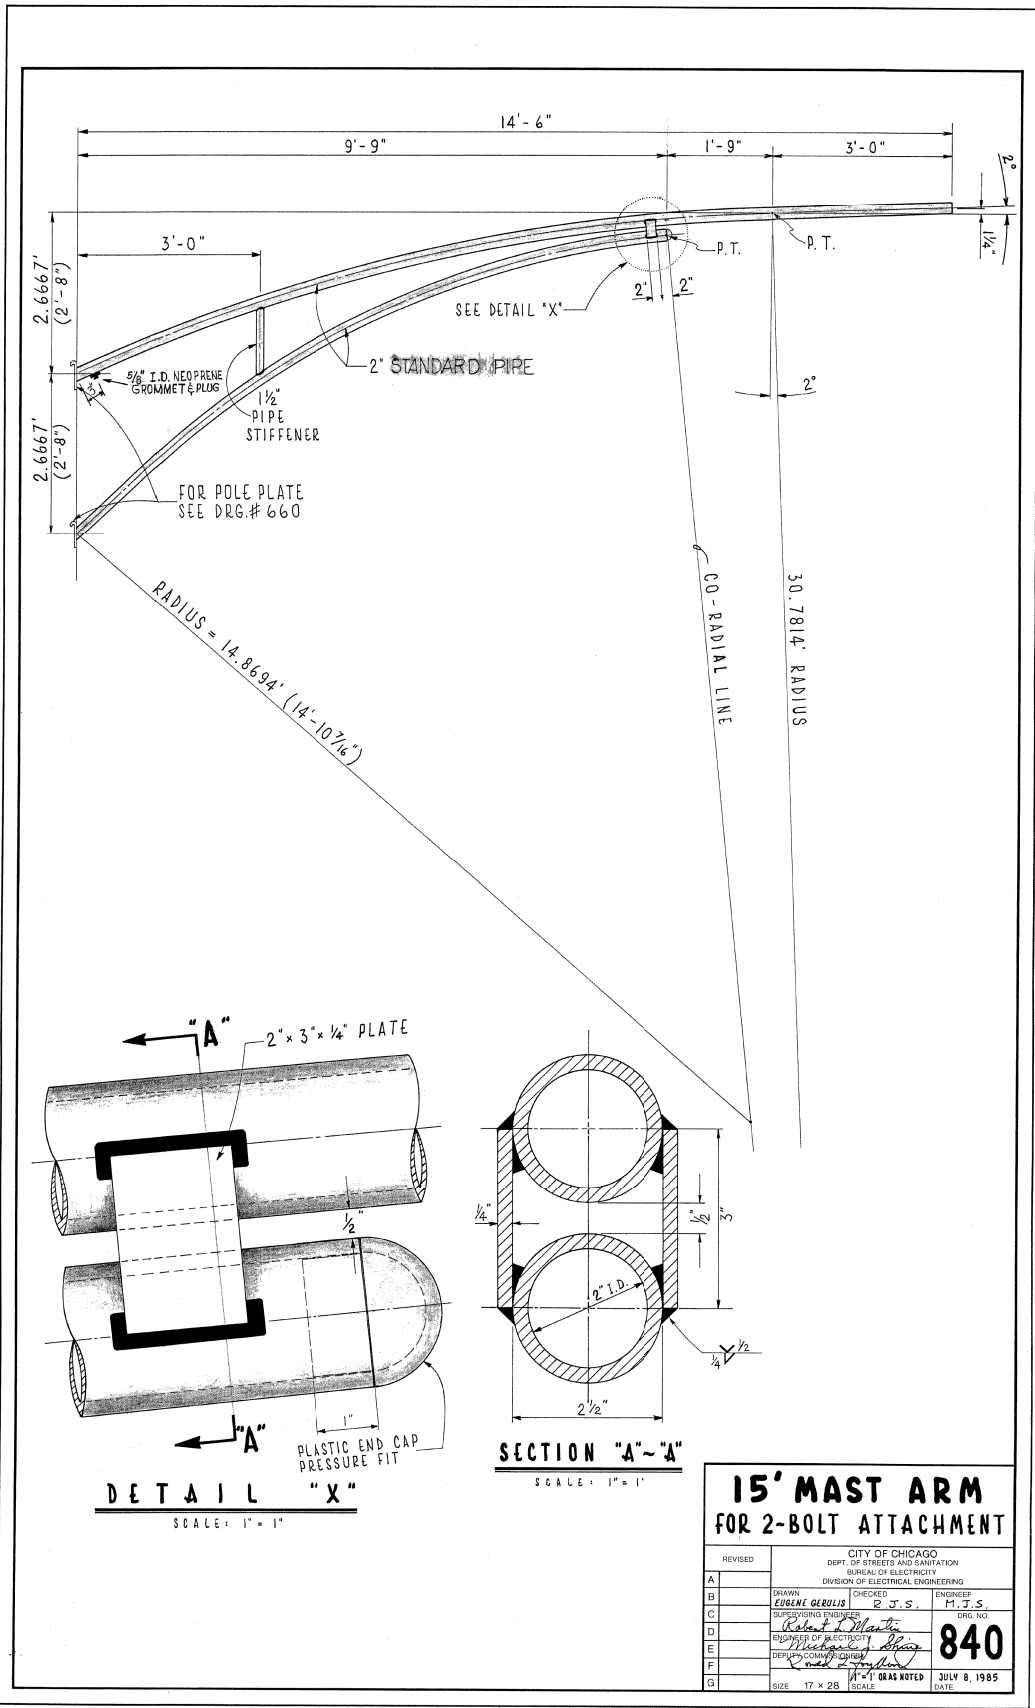 14'-6"
9'-9"
1'-9"
3'-0"
2°
1¼"
3'-0"
P.T.
P.T.
2"
2"
SEE DETAIL "X"
2.6667'
(2'-8")
2" STANDARD PIPE
5/8" I.D. NEOPRENE
GROMMET & PLUG
3"
1½"
PIPE
STIFFENER
2°
2.6667'
(2'-8")
FOR POLE PLATE
SEE DRG.# 660
RADIUS = 14.8694' (14'-10 7/16")
CO-RADIAL LINE
30.7814' RADIUS
"A"
2" x 3" x ¼" PLATE
½"
1"
"A"
PLASTIC END CAP
PRESSURE FIT
DETAIL "X"
SCALE: 1" = 1"
¼"
½"
3"
2" I.D.
¼ ½
2½"
SECTION "A"~"A"
SCALE: 1" = 1'
15' MAST ARM
FOR 2~BOLT ATTACHMENT
REVISED
A
B
C
D
E
F
G
CITY OF CHICAGO
DEPT. OF STREETS AND SANITATION
BUREAU OF ELECTRICITY
DIVISION OF ELECTRICAL ENGINEERING
DRAWN
EUGENE GERULIS
CHECKED
R.J.S.
ENGINEER
M.J.S.
SUPERVISING ENGINEER
Robert L. Martin
ENGINEER OF ELECTRICITY
Michael J.
DEPUTY COMMISSIONER
DRG. NO.
840
SIZE 17 x 28
1" = 1' OR AS NOTED
SCALE
JULY 8, 1985
DATE